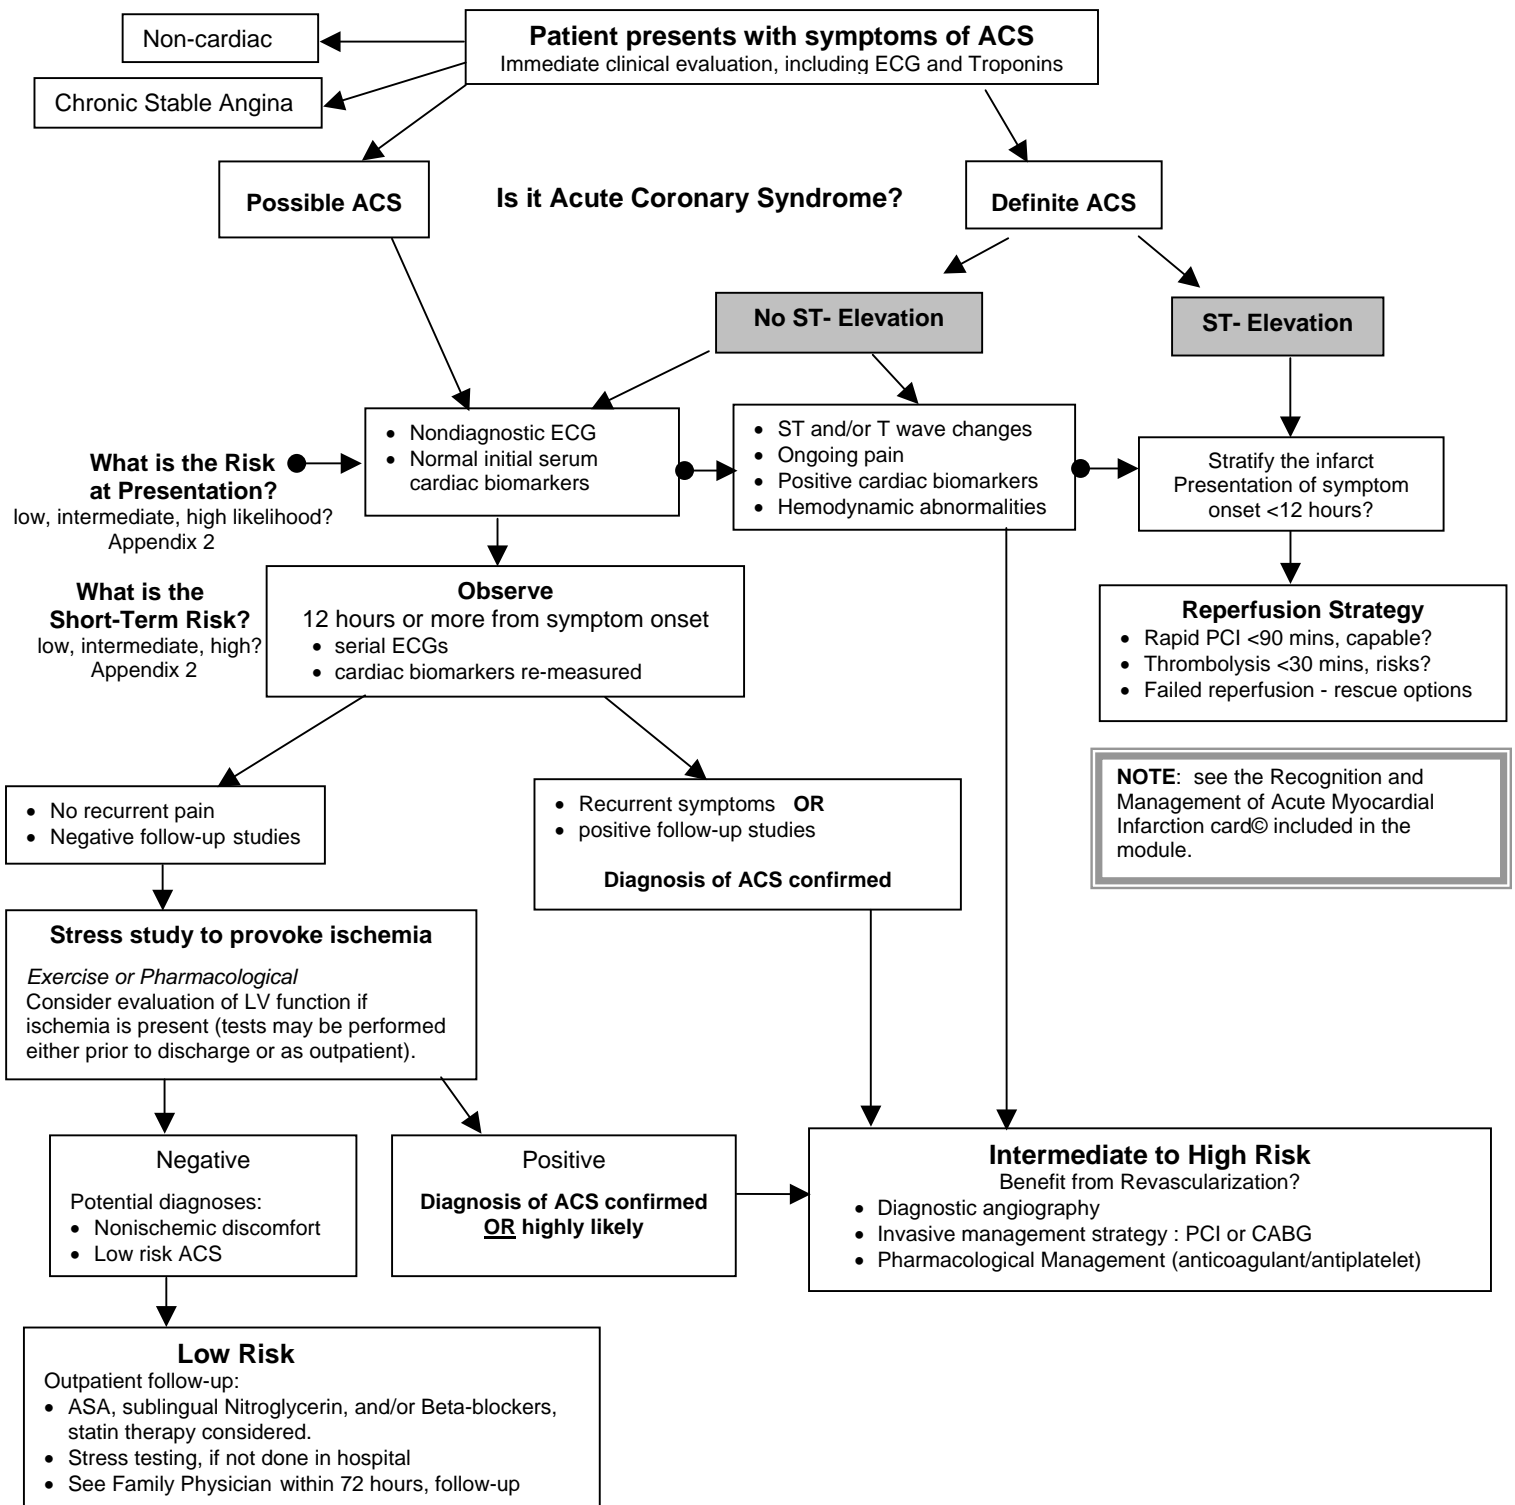 Non-cardiac
Patient presents with symptoms of ACS
Immediate clinical evaluation, including ECG and Troponins
Chronic Stable Angina
Possible ACS
Is it Acute Coronary Syndrome?
Definite ACS
No ST- Elevation
ST- Elevation
What is the Risk
at Presentation?
low, intermediate, high likelihood?
Appendix 2
• Nondiagnostic ECG
• Normal initial serum
cardiac biomarkers
• ST and/or T wave changes
• Ongoing pain
• Positive cardiac biomarkers
• Hemodynamic abnormalities
Stratify the infarct
Presentation of symptom
onset <12 hours?
What is the
Short-Term Risk?
low, intermediate, high?
Appendix 2
Observe
12 hours or more from symptom onset
• serial ECGs
• cardiac biomarkers re-measured
Reperfusion Strategy
• Rapid PCI <90 mins, capable?
• Thrombolysis <30 mins, risks?
• Failed reperfusion - rescue options
NOTE: see the Recognition and
Management of Acute Myocardial
Infarction card© included in the
module.
• No recurrent pain
• Negative follow-up studies
• Recurrent symptoms OR
• positive follow-up studies
Diagnosis of ACS confirmed
Stress study to provoke ischemia
Exercise or Pharmacological
Consider evaluation of LV function if
ischemia is present (tests may be performed
either prior to discharge or as outpatient).
Negative
Potential diagnoses:
• Nonischemic discomfort
• Low risk ACS
Positive
Diagnosis of ACS confirmed
OR highly likely
Intermediate to High Risk
Benefit from Revascularization?
• Diagnostic angiography
• Invasive management strategy : PCI or CABG
• Pharmacological Management (anticoagulant/antiplatelet)
Low Risk
Outpatient follow-up:
• ASA, sublingual Nitroglycerin, and/or Beta-blockers,
statin therapy considered.
• Stress testing, if not done in hospital
• See Family Physician within 72 hours, follow-up